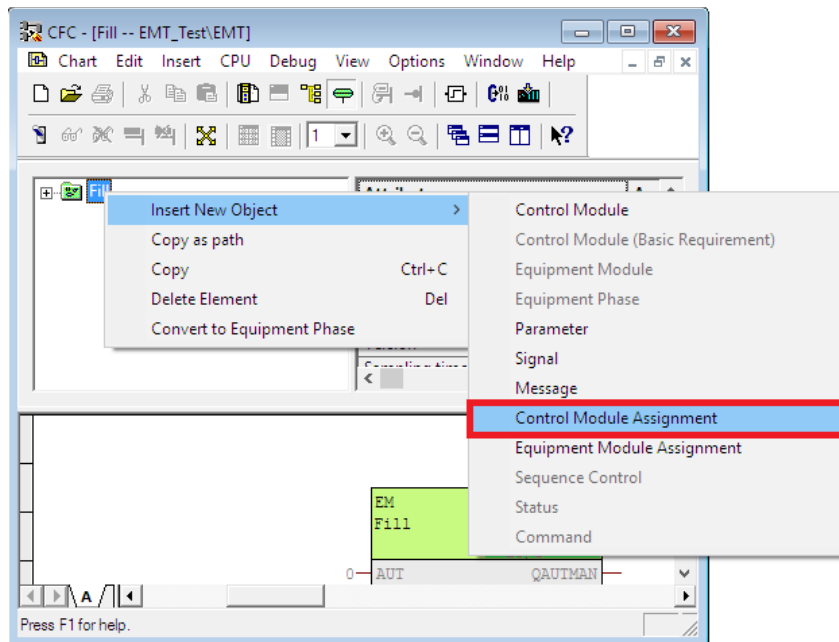 CFC - [Fill -- EMT_Test\EMT]
Chart Edit Insert CPU Debug View Options Window Help
1
Fill
Insert New Object >
Copy as path
Copy Ctrl+C
Delete Element Del
Convert to Equipment Phase
Control Module
Control Module (Basic Requirement)
Equipment Module
Equipment Phase
Parameter
Signal
Message
Control Module Assignment
Equipment Module Assignment
Sequence Control
Status
Command
EM
Fill
0 AUT QAUTMAN
A
Press F1 for help.